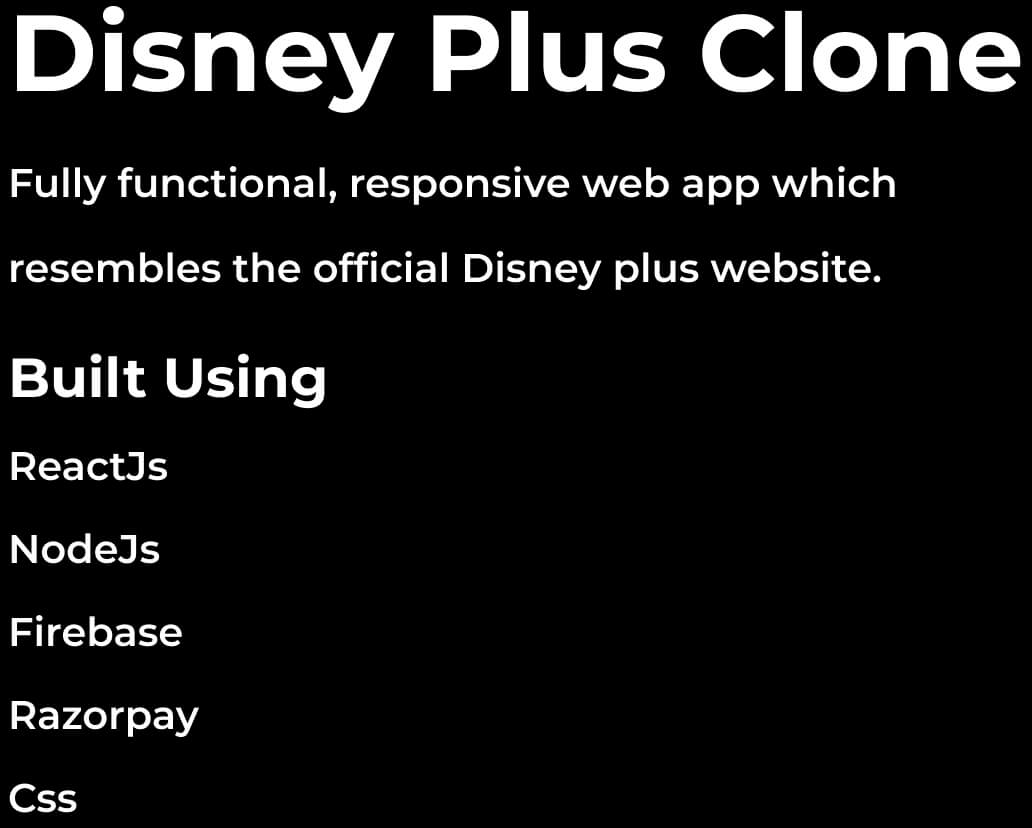 Disney Plus Clone
Fully functional, responsive web app which
resembles the official Disney plus website.
Built Using
ReactJs
NodeJs
Firebase
Razorpay
Css